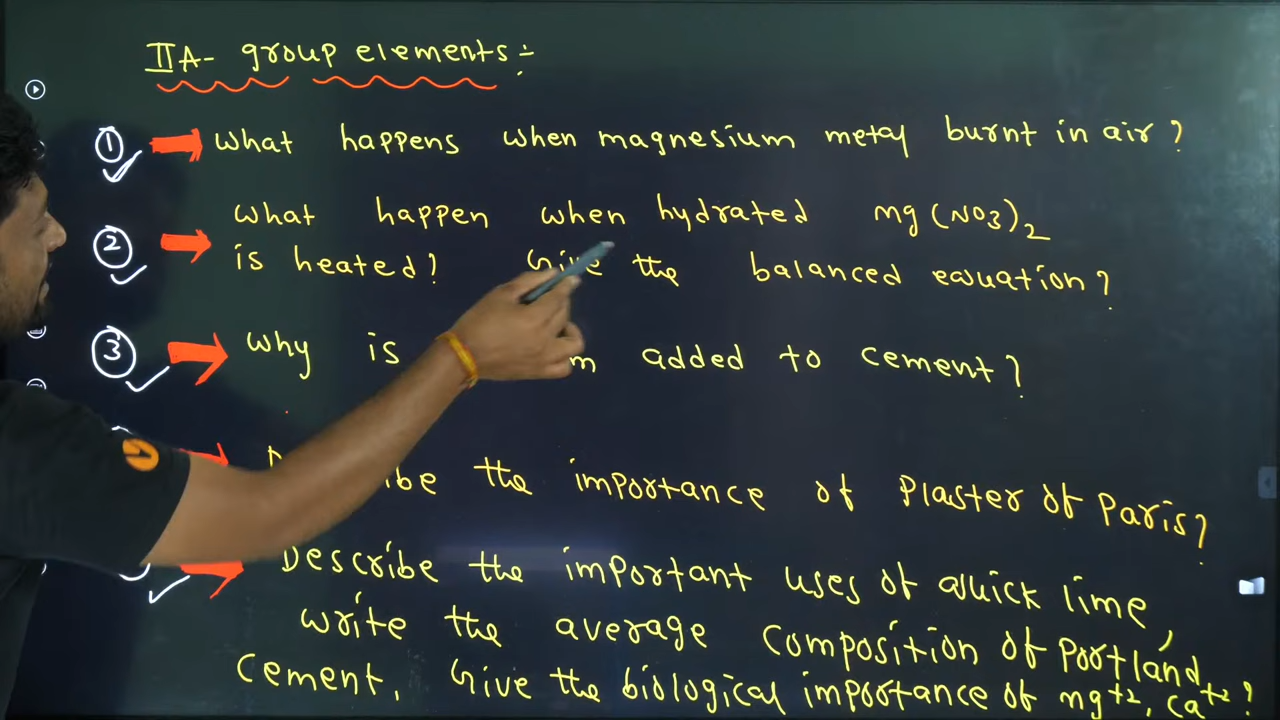 IIA- group elements:-
① What happens when magnesium metal burnt in air?
② What happen when hydrated mg(NO3)2
is heated? Give the balanced equation?
③ Why is added to cement?
the importance of Plaster of Paris?
Describe the important uses of quick lime,
write the average composition of Portland
cement, Give the biological importance of mg+2, ca+2?